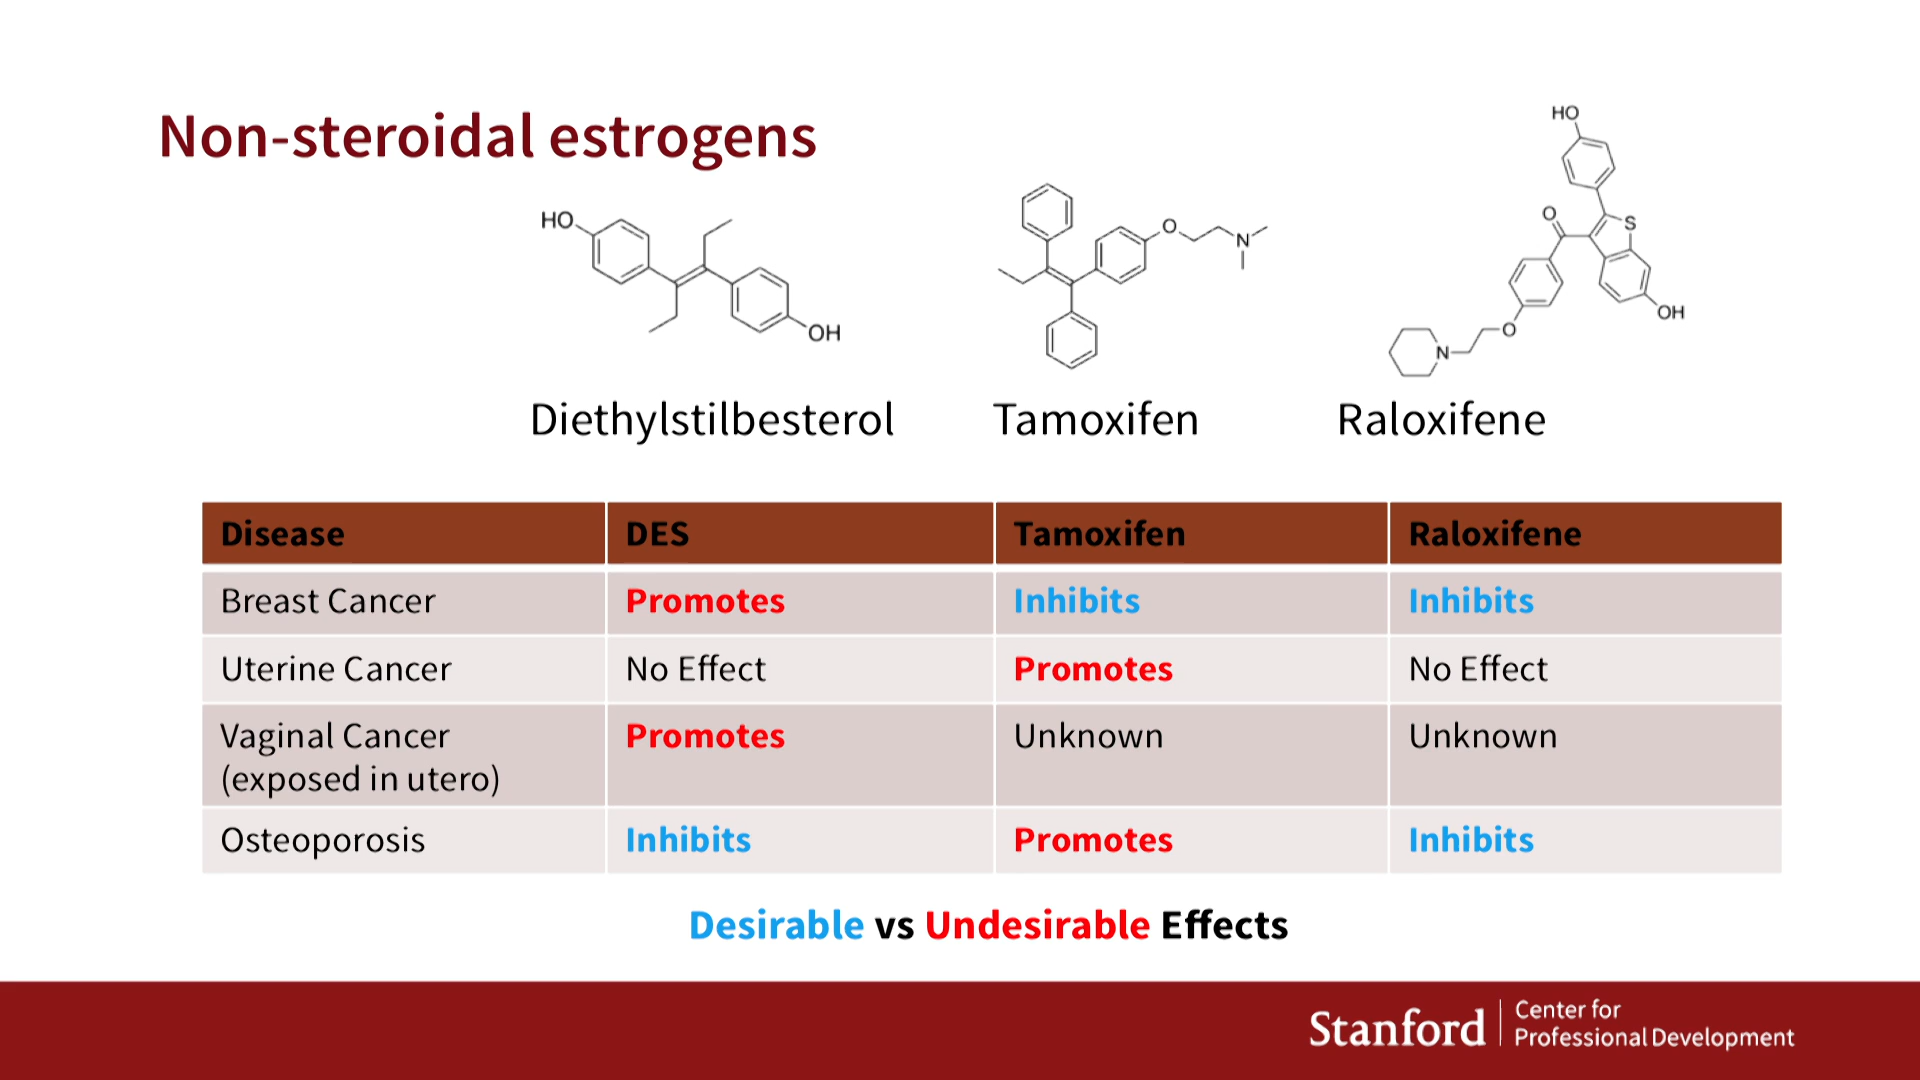 Non-steroidal estrogens
HO
OH
O
N
HO
O
S
OH
O
N
Diethylstilbesterol
Tamoxifen
Raloxifene
Disease DES Tamoxifen Raloxifene
Breast Cancer Promotes Inhibits Inhibits
Uterine Cancer No Effect Promotes No Effect
Vaginal Cancer Promotes Unknown Unknown
(exposed in utero)
Osteoporosis Inhibits Promotes Inhibits
Desirable vs Undesirable Effects
Stanford
Center for
Professional Development